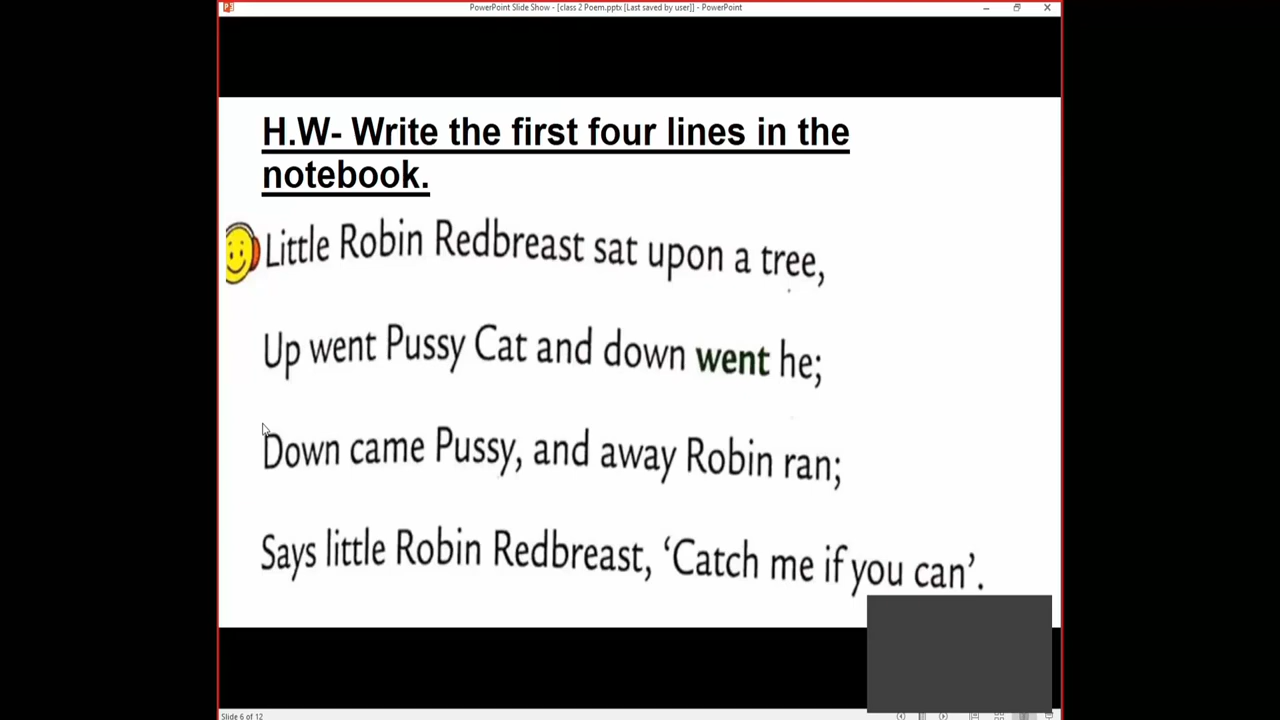 PowerPoint Slide Show - [class 2 Poem.pptx [Last saved by user]] - PowerPoint
H.W- Write the first four lines in the
notebook.
Little Robin Redbreast sat upon a tree,
Up went Pussy Cat and down went he;
Down came Pussy, and away Robin ran;
Says little Robin Redbreast, ‘Catch me if you can’.
Slide 6 of 12